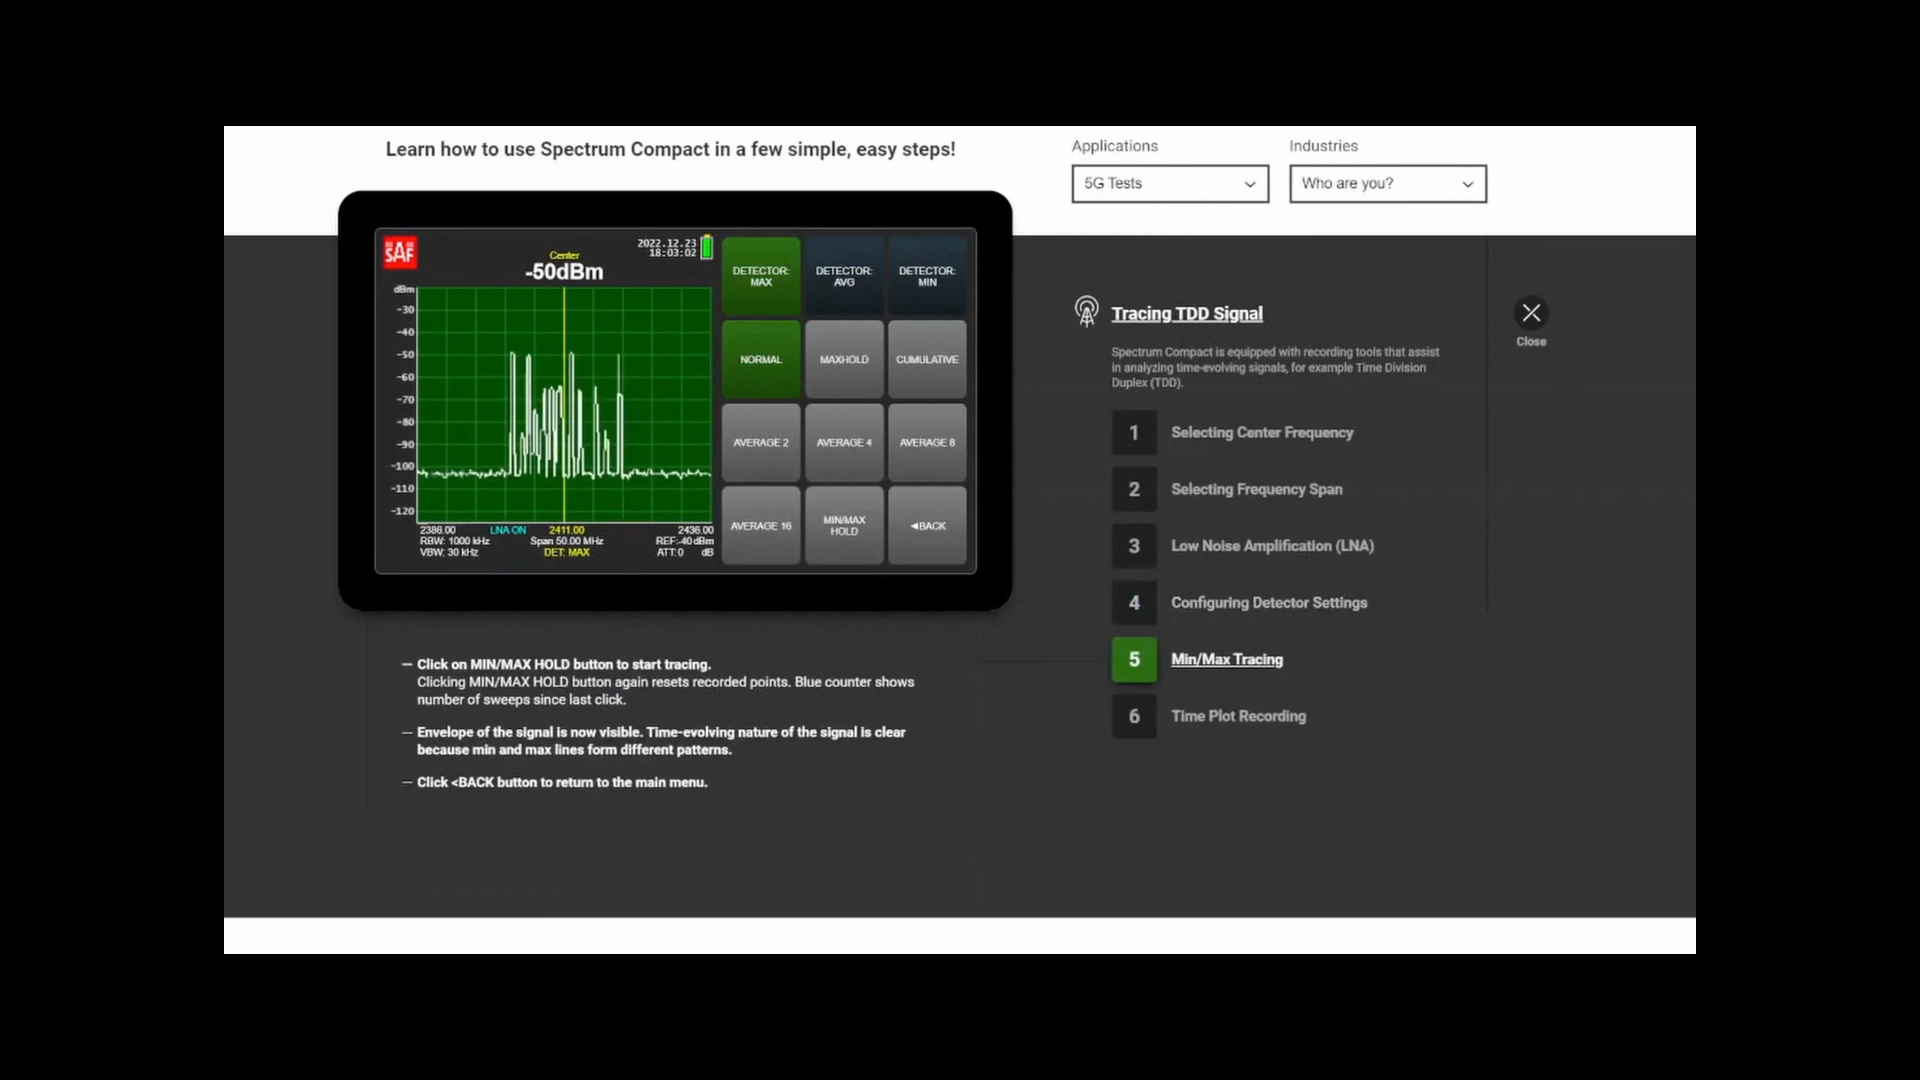 Learn how to use Spectrum Compact in a few simple, easy steps!
Applications
Industries
5G Tests
Who are you?
SAF
2022.12.23
18:03:02
Center
-50dBm
dBm
-30
-40
-50
-60
-70
-80
-90
-100
-110
-120
2386.00 LNA ON 2411.00 2436.00
RBW: 1000 kHz Span 50.00 MHz REF:-40 dBm
VBW: 30 kHz DET: MAX ATT: 0 dB
DETECTOR:
MAX
DETECTOR:
AVG
DETECTOR:
MIN
NORMAL
MAXHOLD
CUMULATIVE
AVERAGE 2
AVERAGE 4
AVERAGE 8
AVERAGE 16
MIN/MAX
HOLD
◄BACK
— Click on MIN/MAX HOLD button to start tracing.
Clicking MIN/MAX HOLD button again resets recorded points. Blue counter shows
number of sweeps since last click.
— Envelope of the signal is now visible. Time-evolving nature of the signal is clear
because min and max lines form different patterns.
— Click <BACK button to return to the main menu.
Tracing TDD Signal
Spectrum Compact is equipped with recording tools that assist
in analyzing time-evolving signals, for example Time Division
Duplex (TDD).
1 Selecting Center Frequency
2 Selecting Frequency Span
3 Low Noise Amplification (LNA)
4 Configuring Detector Settings
5 Min/Max Tracing
6 Time Plot Recording
Close